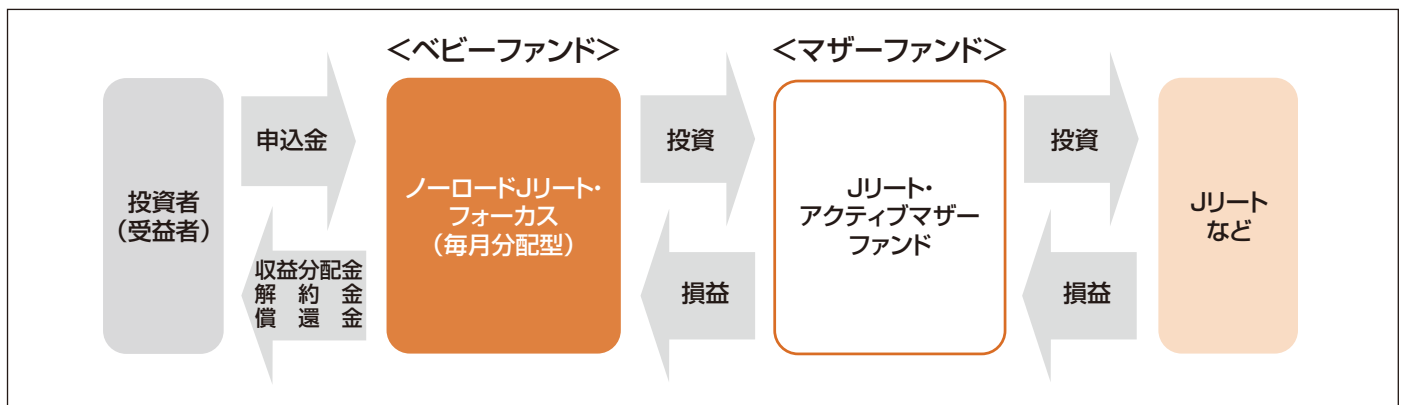 <ベビーファンド>
<マザーファンド>
投資者
(受益者)
申込金
収益分配金
解約金
償還金
ノーロードJリート・
フォーカス
(毎月分配型)
投資
損益
Jリート・
アクティブマザー
ファンド
投資
損益
Jリート
など